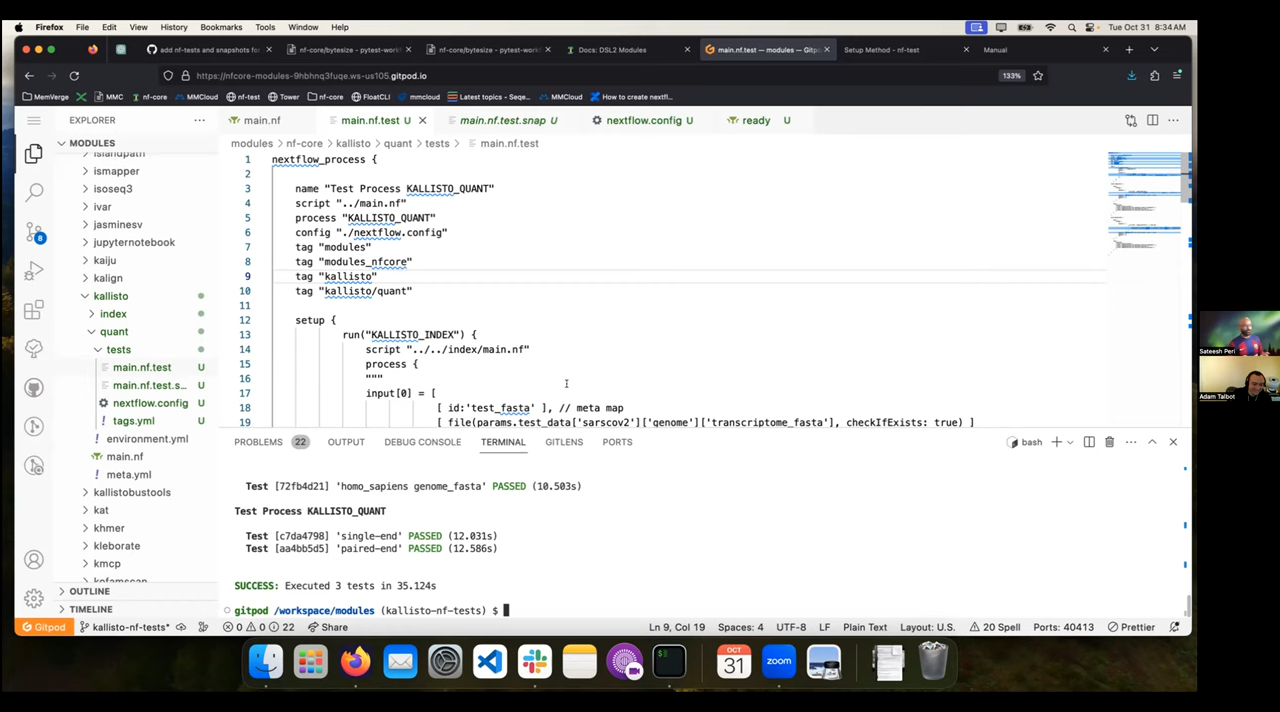 Firefox File Edit View History Bookmarks Tools Window Help Tue Oct 31 8:34 AM
add nf-tests and snapshots for nf-core/bytesize - pytest-workf nf-core/bytesize - pytest-workf Docs: DSL2 Modules main.nf.test — modules — Gitpo Setup Method - nf-test Manual
https://nfcore-modules-9hbhnq3fuqe.ws-us105.gitpod.io 133%
MemVerge MMC nf-core MMCloud nf-test Tower nf-core FloatCLI mmcloud Latest topics - Seqe... MMCloud How to create nextfl...
EXPLORER
main.nf main.nf.test U main.nf.test.snap U nextflow.config U ready U
MODULES
modules > nf-core > kallisto > quant > tests > main.nf.test
islandpath
ismapper
isoseq3
ivar
jasminesv
jupyternotebook
kaiju
kalign
kallisto
index
quant
tests
main.nf.test U
main.nf.test.s... U
nextflow.config U
tags.yml U
environment.yml
main.nf
meta.yml
kallistobustools
kat
khmer
kleborate
kmcp
kofamscan
OUTLINE
TIMELINE
8
1 nextflow_process {
2
3 name "Test Process KALLISTO_QUANT"
4 script "../main.nf"
5 process "KALLISTO_QUANT"
6 config "./nextflow.config"
7 tag "modules"
8 tag "modules_nfcore"
9 tag "kallisto"
10 tag "kallisto/quant"
11
12 setup {
13 run("KALLISTO_INDEX") {
14 script "../../index/main.nf"
15 process {
16 """
17 input[0] = [
18 [ id:'test_fasta' ], // meta map
19 [ file(params.test_data['sarscov2']['genome']['transcriptome_fasta'], checkIfExists: true) ]
PROBLEMS 22 OUTPUT DEBUG CONSOLE TERMINAL GITLENS PORTS bash
Test [72fb4d21] 'homo_sapiens genome_fasta' PASSED (10.503s)
Test Process KALLISTO_QUANT
Test [c7da4798] 'single-end' PASSED (12.031s)
Test [aa4bb5d5] 'paired-end' PASSED (12.586s)
SUCCESS: Executed 3 tests in 35.124s
gitpod /workspace/modules (kallisto-nf-tests) $
Gitpod kallisto-nf-tests* 0 0 22 Share Ln 9, Col 19 Spaces: 4 UTF-8 LF Plain Text Layout: U.S. 20 Spell Ports: 40413 Prettier
OCT
31
zoom
Sateesh Peri
Adam Talbot